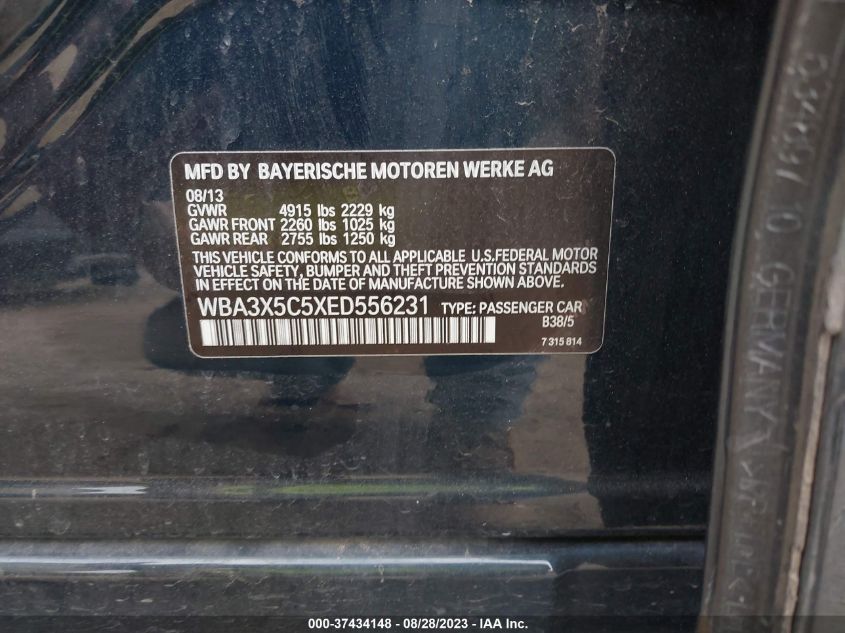 MFD BY BAYERISCHE MOTOREN WERKE AG
08/13
GVWR 4915 lbs 2229 kg
GAWR FRONT 2260 lbs 1025 kg
GAWR REAR 2755 lbs 1250 kg
THIS VEHICLE CONFORMS TO ALL APPLICABLE U.S.FEDERAL MOTOR
VEHICLE SAFETY, BUMPER AND THEFT PREVENTION STANDARDS
IN EFFECT ON THE DATE OF MANUFACTURE SHOWN ABOVE.
WBA3X5C5XED556231 TYPE: PASSENGER CAR
B38/5
7 315 814
GERMANY
000-37434148 - 08/28/2023 - IAA Inc.